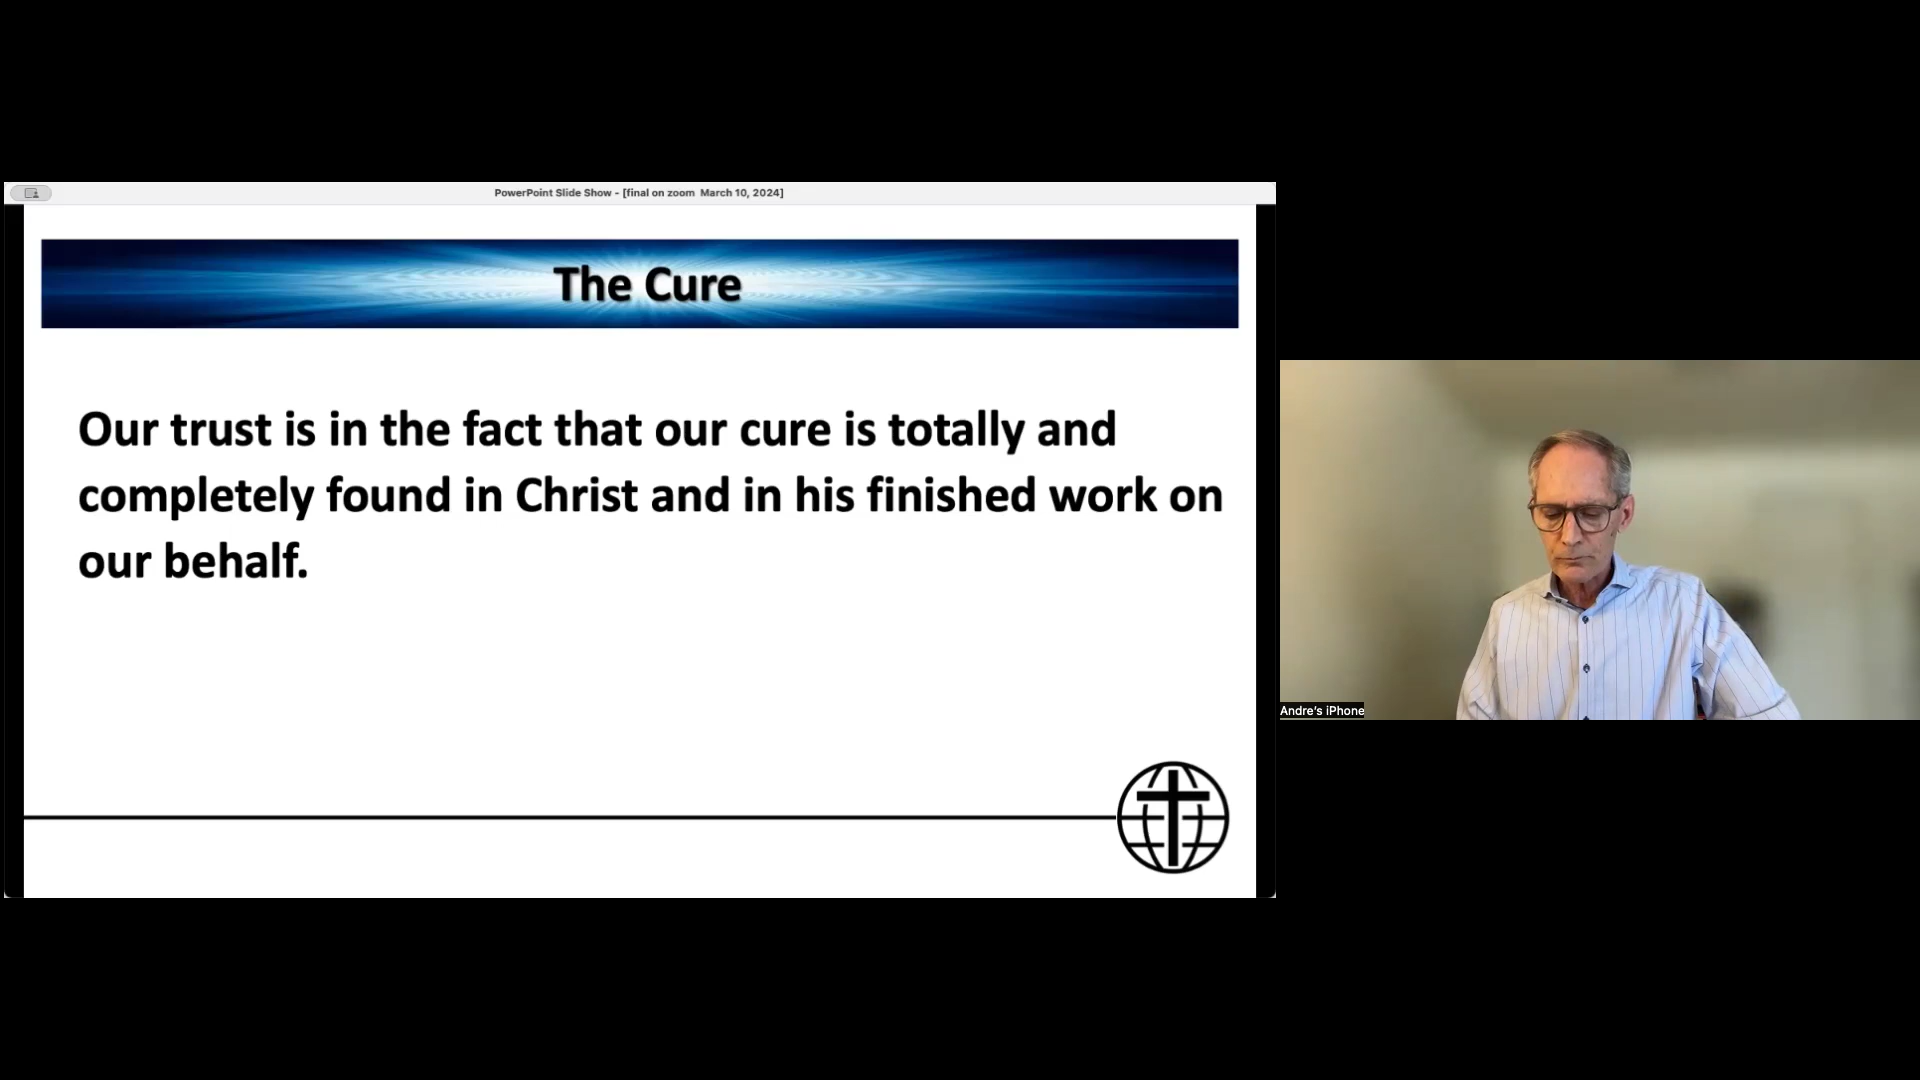 PowerPoint Slide Show - [final on zoom  March 10, 2024]
The Cure
Our trust is in the fact that our cure is totally and
completely found in Christ and in his finished work on
our behalf.
Andre's iPhone